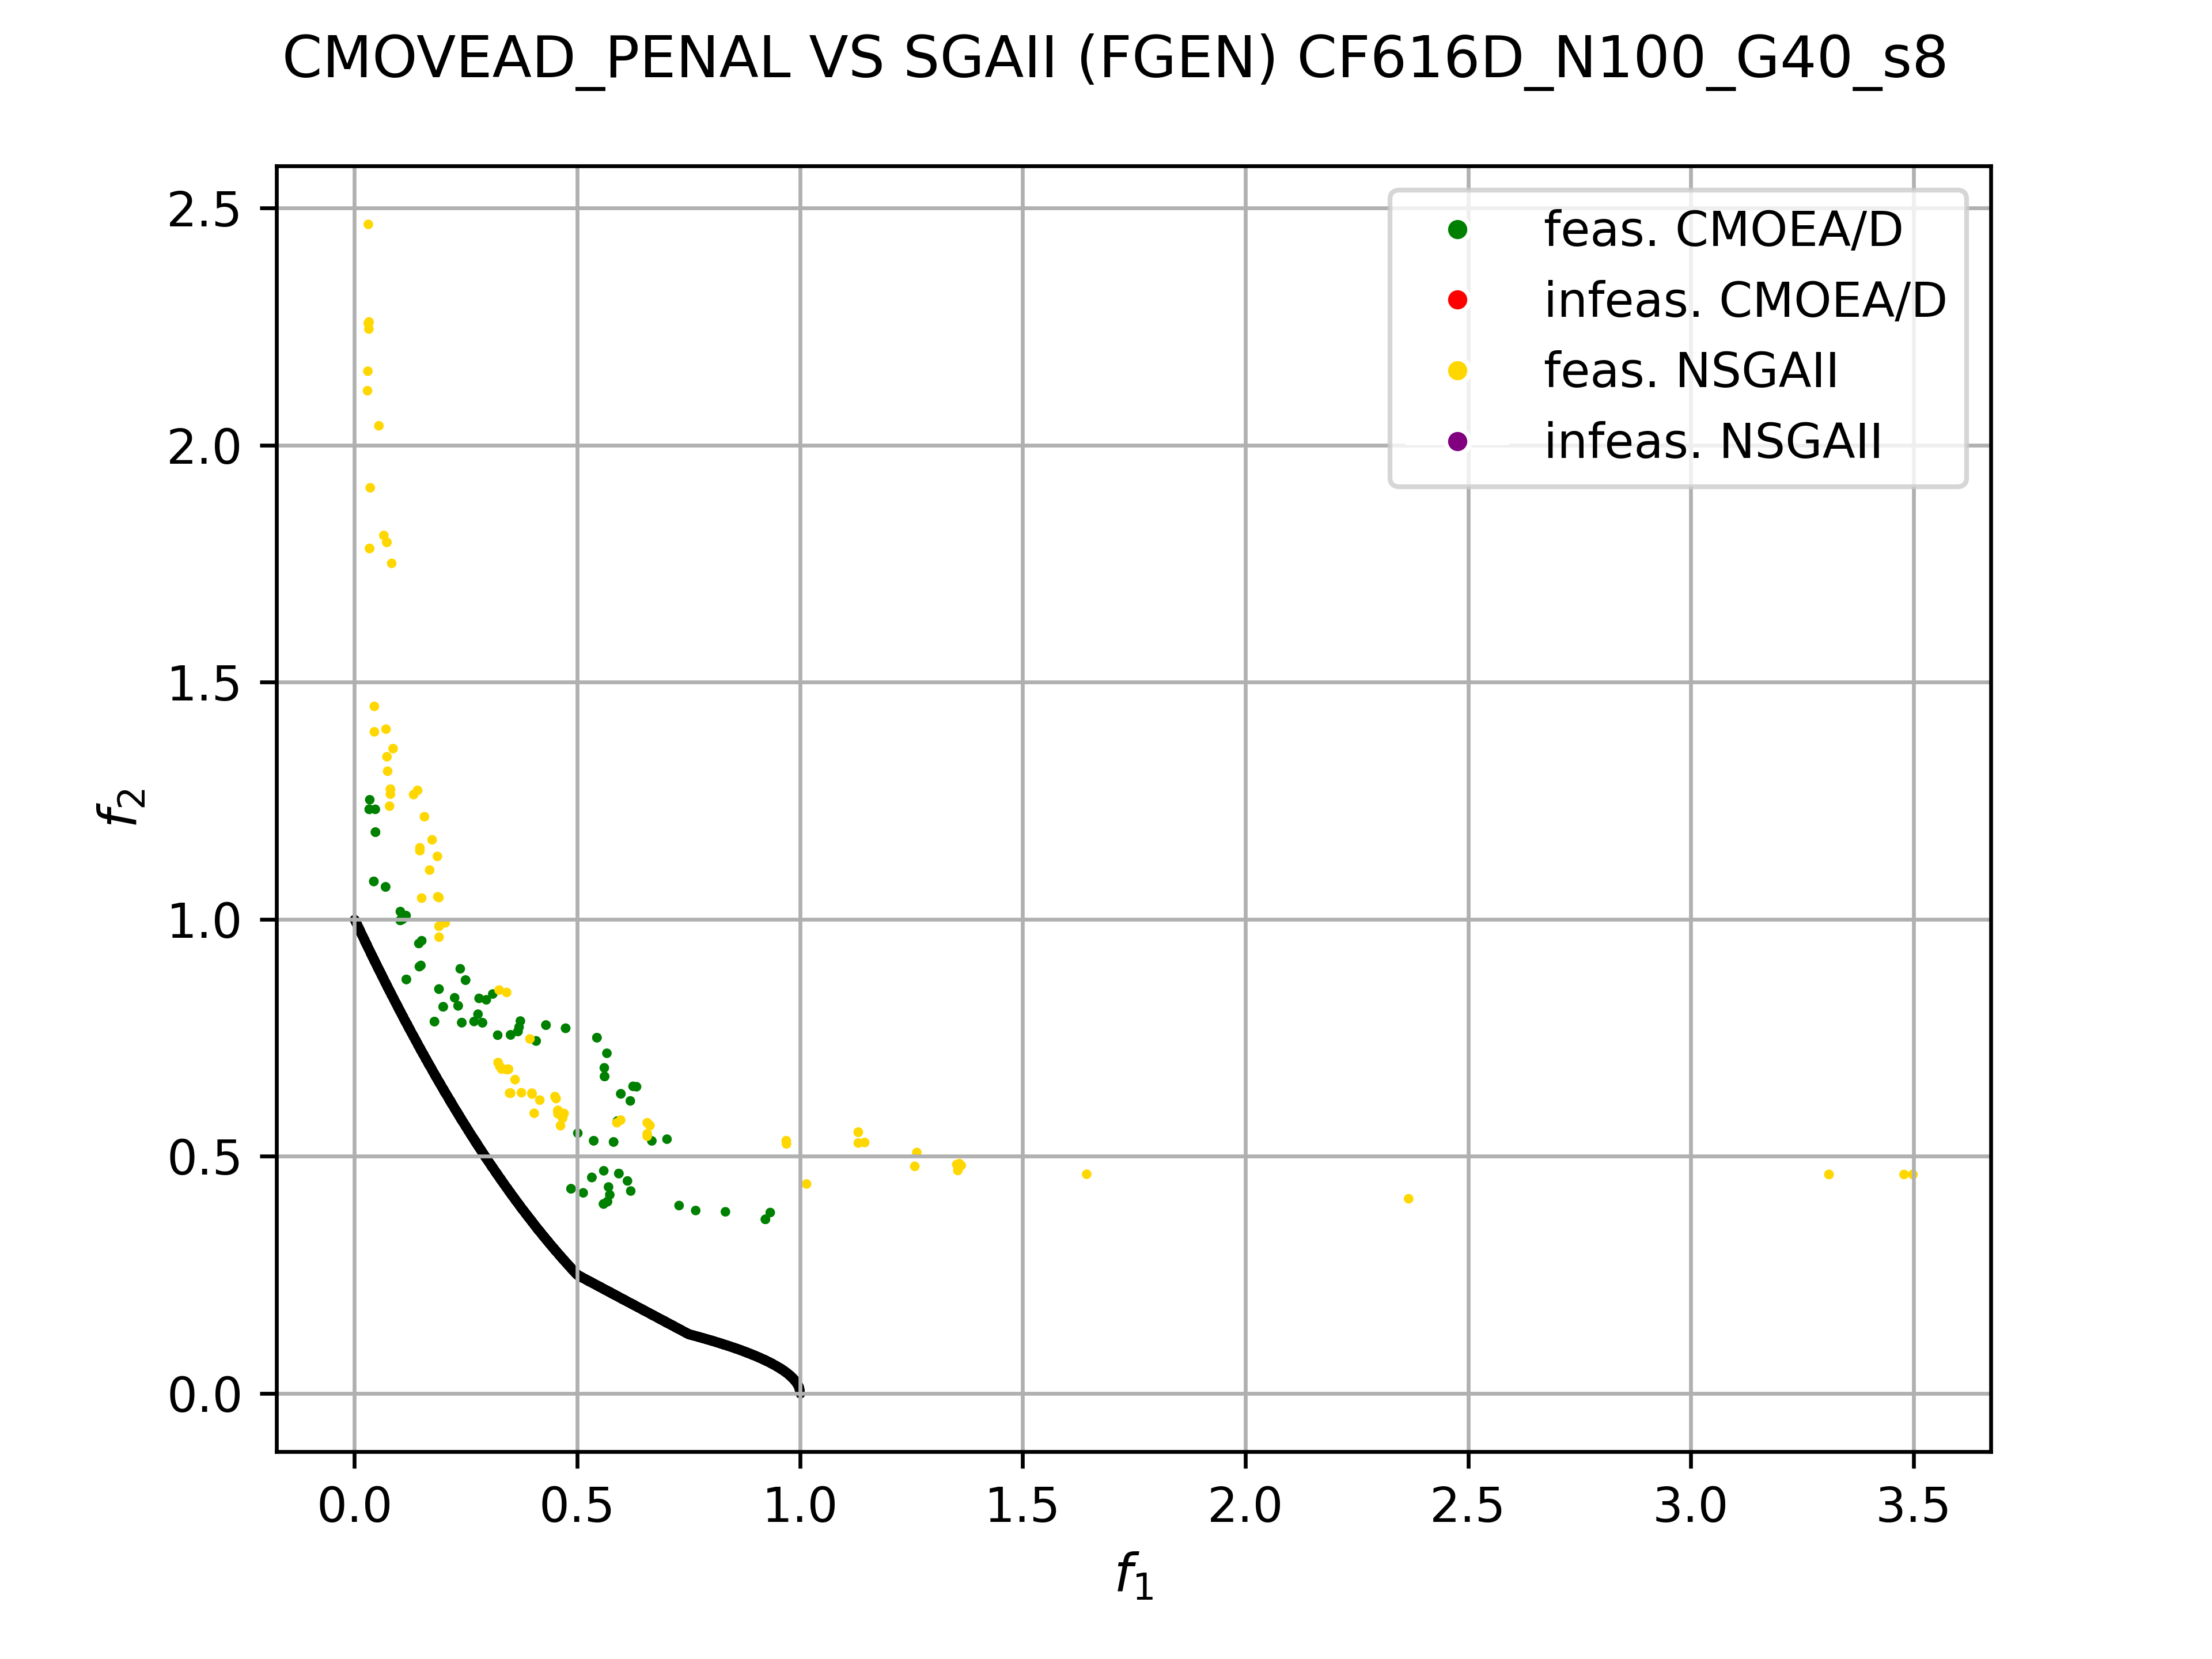 CMOVEAD_PENAL VS SGAII (FGEN) CF616D_N100_G40_s8
feas. CMOEA/D
infeas. CMOEA/D
feas. NSGAII
infeas. NSGAII
2.5
2.0
1.5
1.0
0.5
0.0
f2
0.0 0.5 1.0 1.5 2.0 2.5 3.0 3.5
f1